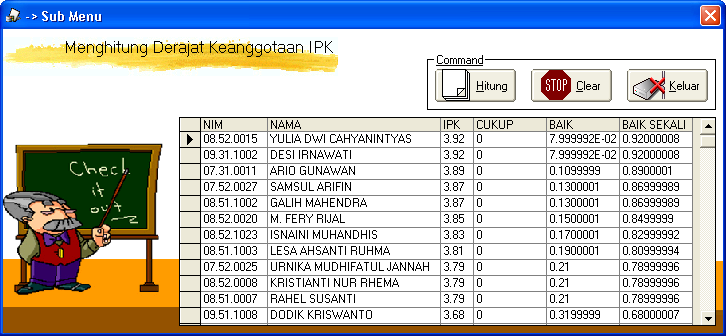 -> Sub Menu
Menghitung Derajat Keanggotaan IPK
Command
Hitung STOP Clear Keluar
Check
it
out
NIM NAMA IPK CUKUP BAIK BAIK SEKALI
08.52.0015 YULIA DWI CAHYANINTYAS 3.92 0 7.999992E-02 0.92000008
09.31.1002 DESI IRNAWATI 3.92 0 7.999992E-02 0.92000008
07.31.0011 ARIO GUNAWAN 3.89 0 0.1099999 0.8900001
07.52.0027 SAMSUL ARIFIN 3.87 0 0.1300001 0.86999989
08.51.1002 GALIH MAHENDRA 3.87 0 0.1300001 0.86999989
08.52.0020 M. FERY RIJAL 3.85 0 0.1500001 0.8499999
08.52.1023 ISNAINI MUHANDHIS 3.83 0 0.1700001 0.82999992
08.51.1003 LESA AHSANTI RUHMA 3.81 0 0.1900001 0.80999994
07.52.0025 URNIKA MUDHIFATUL JANNAH 3.79 0 0.21 0.78999996
08.52.0008 KRISTIANTI NUR RHEMA 3.79 0 0.21 0.78999996
08.51.0007 RAHEL SUSANTI 3.79 0 0.21 0.78999996
09.51.1008 DODIK KRISWANTO 3.68 0 0.3199999 0.68000007